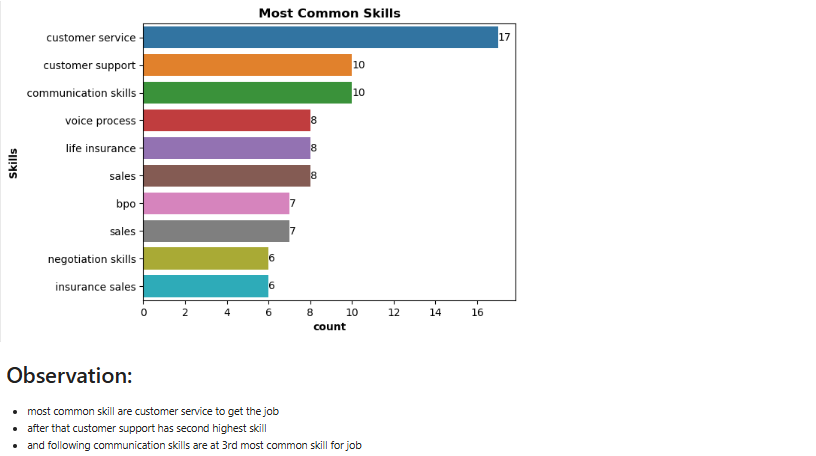 Most Common Skills
customer service 17
customer support 10
communication skills 10
voice process 8
life insurance 8
sales 8
bpo 7
sales 7
negotiation skills 6
insurance sales 6
Skills
0 2 4 6 8 10 12 14 16
count
Observation:
• most common skill are customer service to get the job
• after that customer support has second highest skill
• and following communication skills are at 3rd most common skill for job